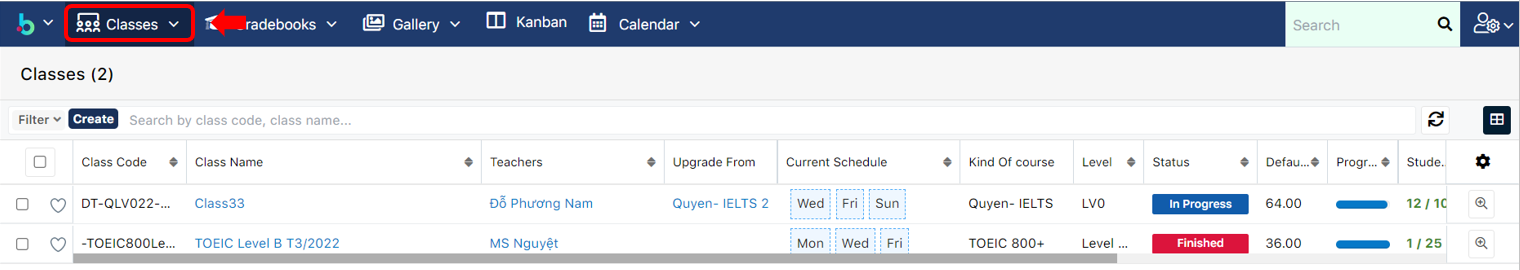 Classes
radebooks
Gallery
Kanban
Calendar
Search
Classes (2)
Filter
Create
Search by class code, class name...
Class Code
Class Name
Teachers
Upgrade From
Current Schedule
Kind Of course
Level
Status
Defau...
Progr...
Stude..
DT-QLV022-...
Class33
Đỗ Phương Nam
Quyen- IELTS 2
Wed
Fri
Sun
Quyen- IELTS
LV0
In Progress
64.00
12 / 10
-TOEIC800Le...
TOEIC Level B T3/2022
MS Nguyệt
Mon
Wed
Fri
TOEIC 800+
Level ...
Finished
36.00
1 / 25